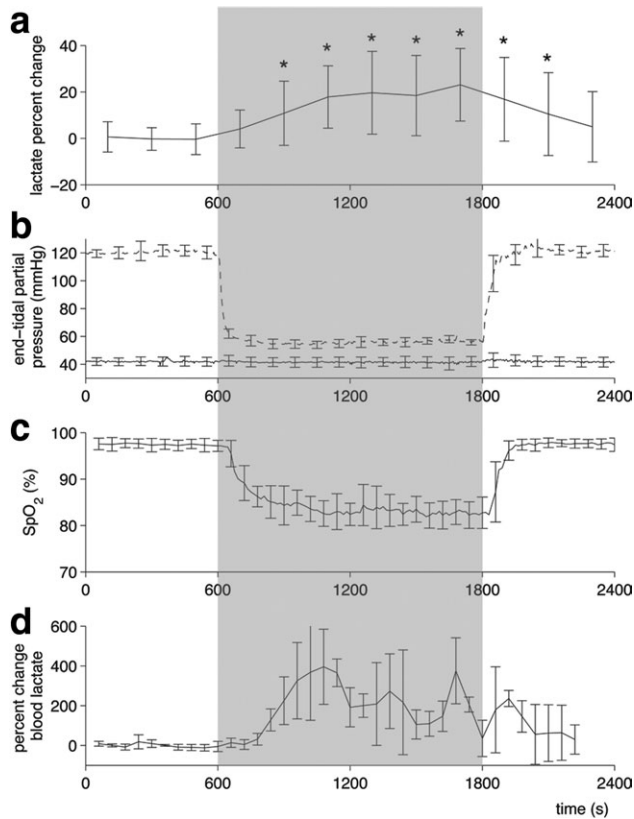 a
lactate percent change
40
20
0
−20
* * * * * * *
0 600 1200 1800 2400
b
end−tidal partial
pressure (mmHg)
120
100
80
60
40
0 600 1200 1800 2400
c
SpO2 (%)
100
90
80
70
0 600 1200 1800 2400
d
percent change
blood lactate
600
400
200
0
0 600 1200 1800 2400
time (s)